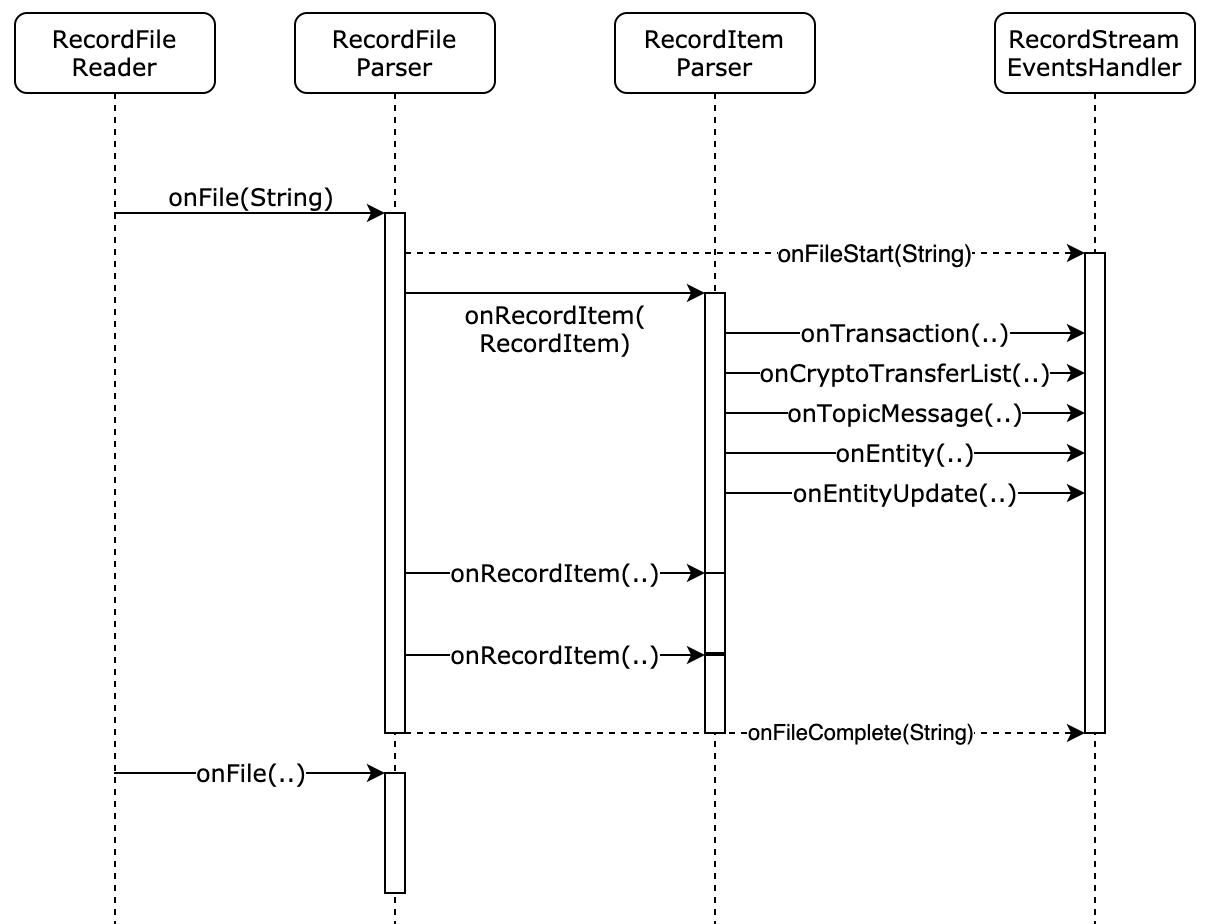 RecordFile
Reader
RecordFile
Parser
RecordItem
Parser
RecordStream
EventsHandler
onFile(String)
onFileStart(String)
onRecordItem(
RecordItem)
onTransaction(..)
onCryptoTransferList(..)
onTopicMessage(..)
onEntity(..)
onEntityUpdate(..)
onRecordItem(..)
onRecordItem(..)
onFileComplete(String)
onFile(..)